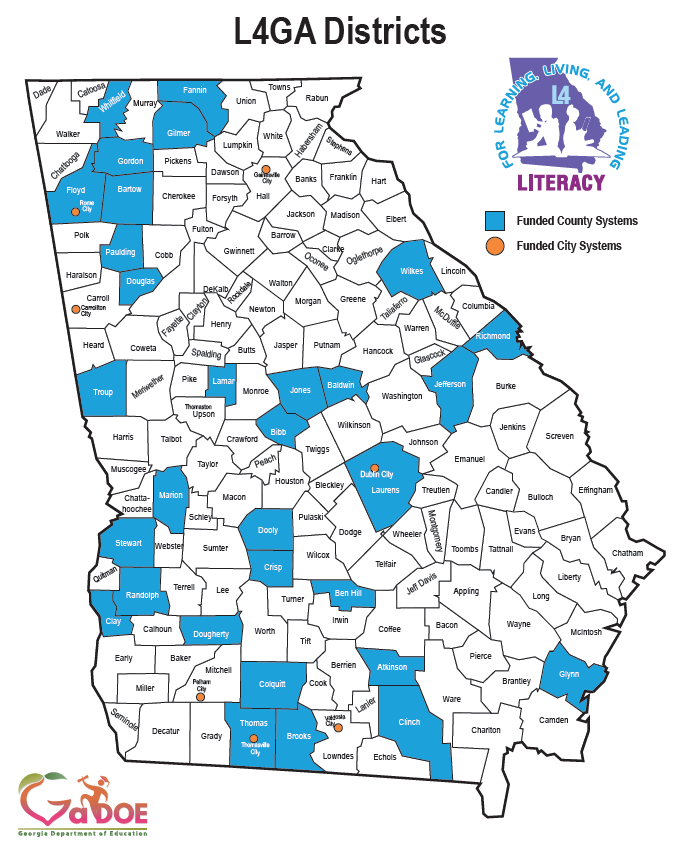 L4GA Districts
FOR LEARNING, LIVING, AND LEADING
L4
LITERACY
Funded County Systems
Funded City Systems
Dade
Catoosa
Whitfield
Murray
Fannin
Union
Towns
Rabun
Walker
Gilmer
Lumpkin
White
Habersham
Stephens
Chattooga
Gordon
Pickens
Dawson
Gainsville
City
Banks
Franklin
Hart
Floyd
Rome
City
Bartow
Cherokee
Forsyth
Hall
Jackson
Madison
Elbert
Polk
Fulton
Gwinnett
Barrow
Clarke
Oconee
Oglethorpe
Paulding
Cobb
Haralson
Douglas
DeKalb
Rockdale
Walton
Morgan
Greene
Wilkes
Lincoln
Carroll
Carrollton
City
Fayette
Clayton
Henry
Newton
Taliaferro
Warren
McDuffie
Columbia
Richmond
Heard
Coweta
Spalding
Butts
Jasper
Putnam
Hancock
Glascock
Troup
Meriwether
Pike
Lamar
Monroe
Jones
Baldwin
Washington
Jefferson
Burke
Thomaston
Upson
Harris
Talbot
Crawford
Bibb
Wilkinson
Twiggs
Johnson
Jenkins
Screven
Muscogee
Taylor
Peach
Houston
Bleckley
Dublin City
Laurens
Emanuel
Treutlen
Candler
Bulloch
Effingham
Chatta-
hoochee
Marion
Schley
Macon
Pulaski
Dodge
Wheeler
Montgomery
Toombs
Tattnall
Evans
Bryan
Chatham
Stewart
Webster
Sumter
Dooly
Wilcox
Telfair
Crisp
Quitman
Randolph
Terrell
Lee
Turner
Ben Hill
Jeff Davis
Appling
Long
Liberty
Clay
Calhoun
Dougherty
Worth
Tift
Irwin
Coffee
Bacon
Wayne
McIntosh
Early
Baker
Mitchell
Pelham
City
Colquitt
Cook
Berrien
Atkinson
Pierce
Brantley
Glynn
Miller
Lanier
Ware
Clinch
Seminole
Decatur
Grady
Thomas
Thomasville
City
Brooks
Valdosta
City
Lowndes
Echols
Charlton
Camden
GaDOE
Georgia Department of Education